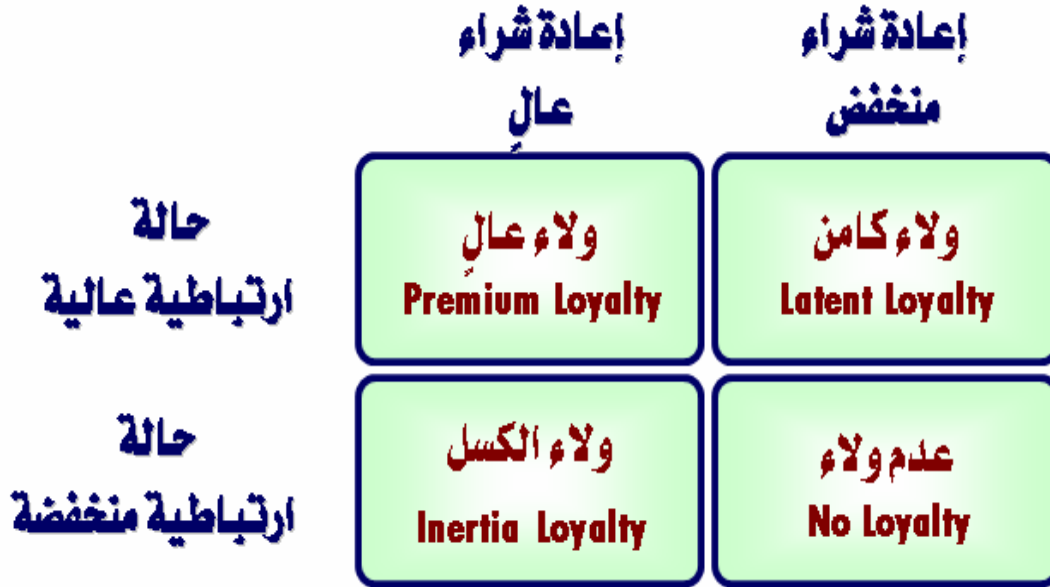 إعادة شراء
عالٍ
إعادة شراء
منخفض
حالة
ارتباطية عالية
ولاء عالٍ
Premium Loyalty
ولاء كامن
Latent Loyalty
حالة
ارتباطية منخفضة
ولاء الكسل
Inertia Loyalty
عدم ولاء
No Loyalty